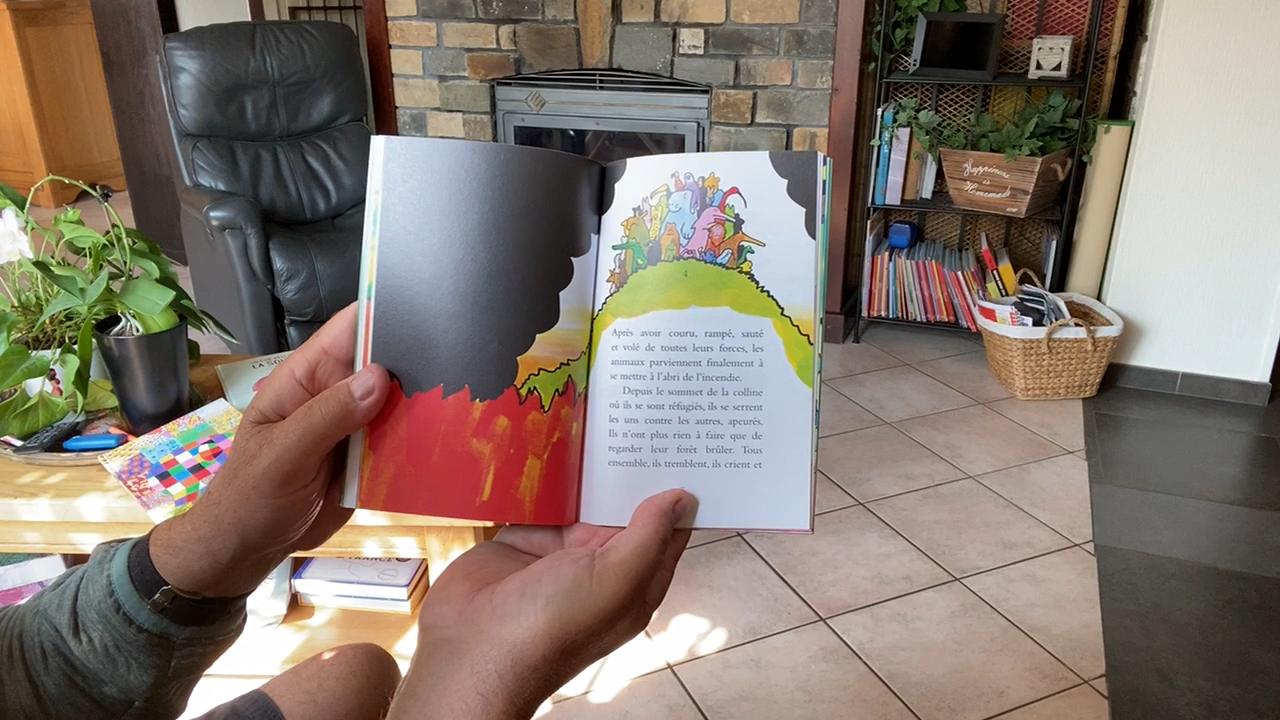 Happiness
is
Homemade
Après avoir couru, rampé, sauté
et volé de toutes leurs forces, les
animaux parviennent finalement à
se mettre à l'abri de l'incendie.
Depuis le sommet de la colline
où ils se sont réfugiés, ils se serrent
les uns contre les autres, apeurés.
Ils n'ont plus rien à faire que de
regarder leur forêt brûler. Tous
ensemble, ils tremblent, ils crient et